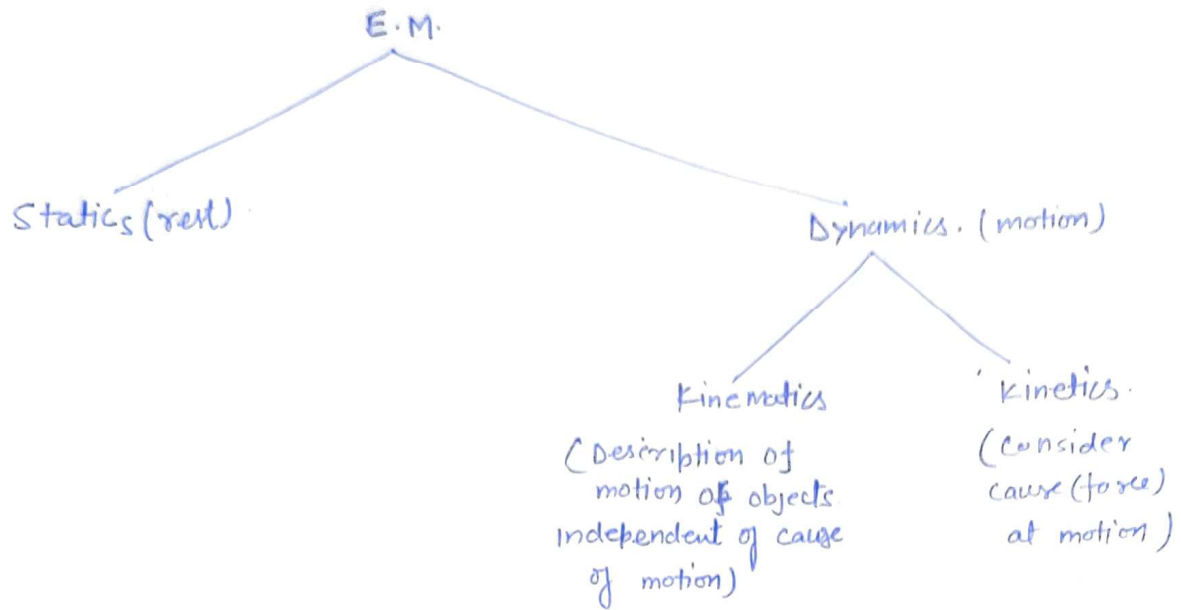 E.M.
Statics (rest)
Dynamics. (motion)
Kinematics
(Description of
motion of objects
independent of cause
of motion)
Kinetics.
(Consider
cause (force)
at motion)